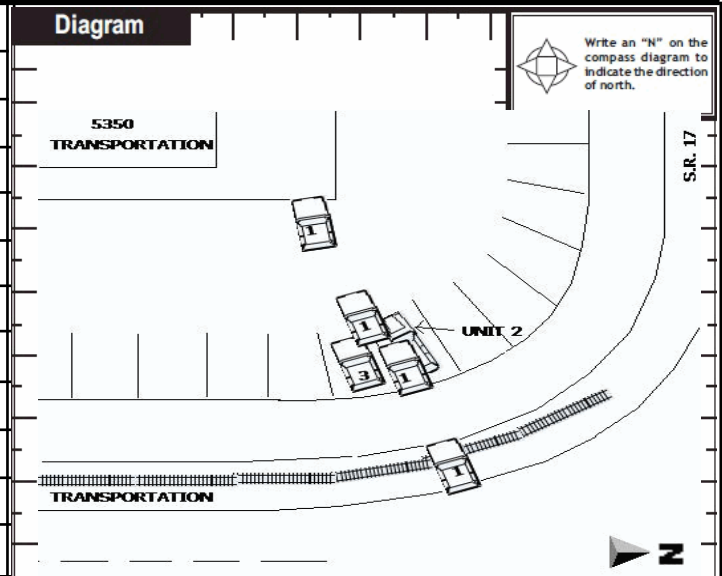 Diagram
Write an “N” on the
compass diagram to
indicate the direction
of north.
5350
TRANSPORTATION
S.R. 17
1
1
UNIT 2
3
1
1
TRANSPORTATION
N